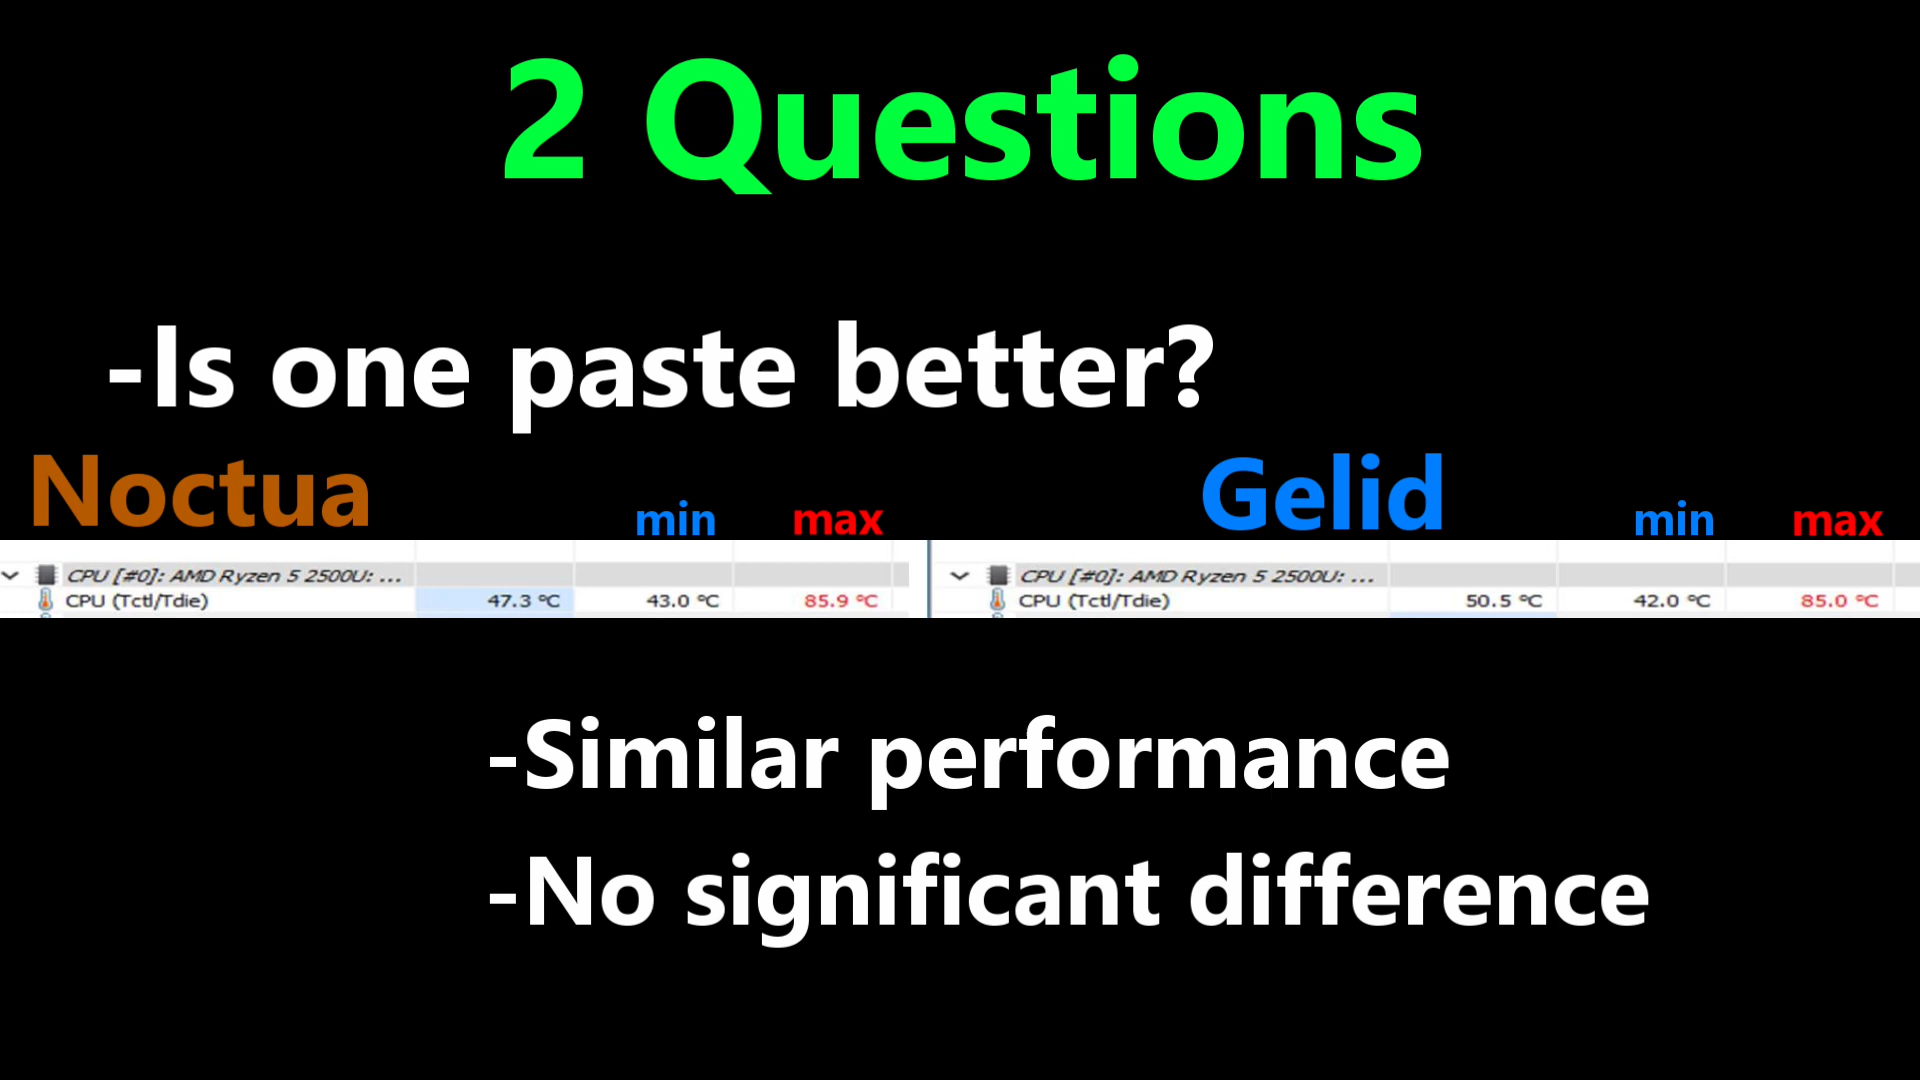 2 Questions
-Is one paste better?
Noctua min max Gelid min max
CPU [#0]: AMD Ryzen 5 2500U: ... CPU [#0]: AMD Ryzen 5 2500U: ...
CPU (Tctl/Tdie) 47.3 °C 43.0 °C 85.9 °C CPU (Tctl/Tdie) 50.5 °C 42.0 °C 85.0 °C
-Similar performance
-No significant difference